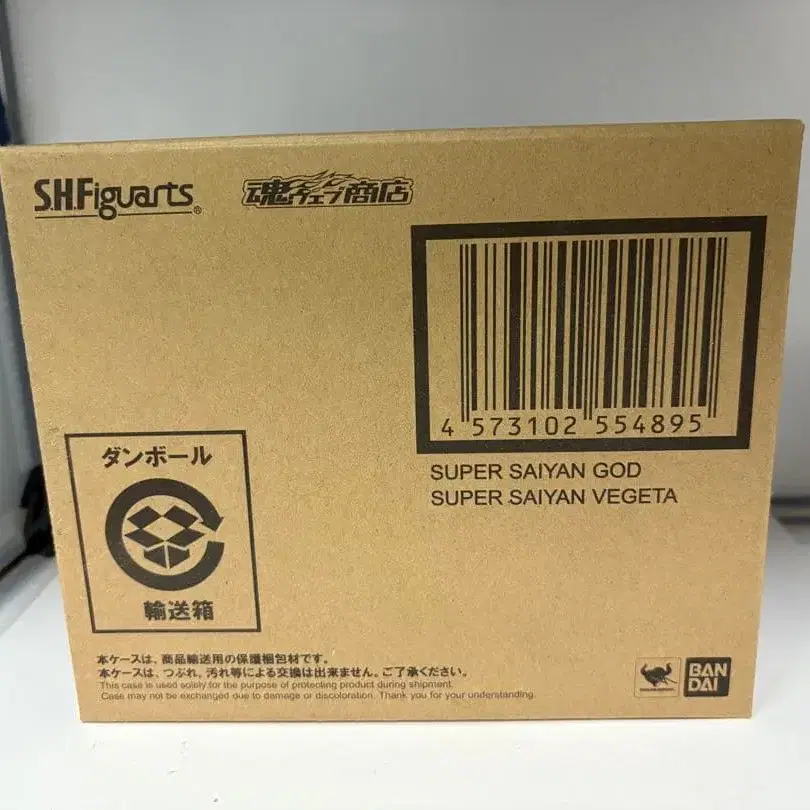 S.H.Figuarts®
魂ウェブ商店
4 573102 554895
SUPER SAIYAN GOD
SUPER SAIYAN VEGETA
ダンボール
輸送箱
本ケースは、商品輸送用の保護梱包材です。
本ケースは、つぶれ、汚れ等による交換は出来ません。ご了承ください。
This case is used solely for the purpose of protecting product during shipment.
Case may not be exchanged due to damage or discoloration. Thank you for your understanding.
BAN
DAI